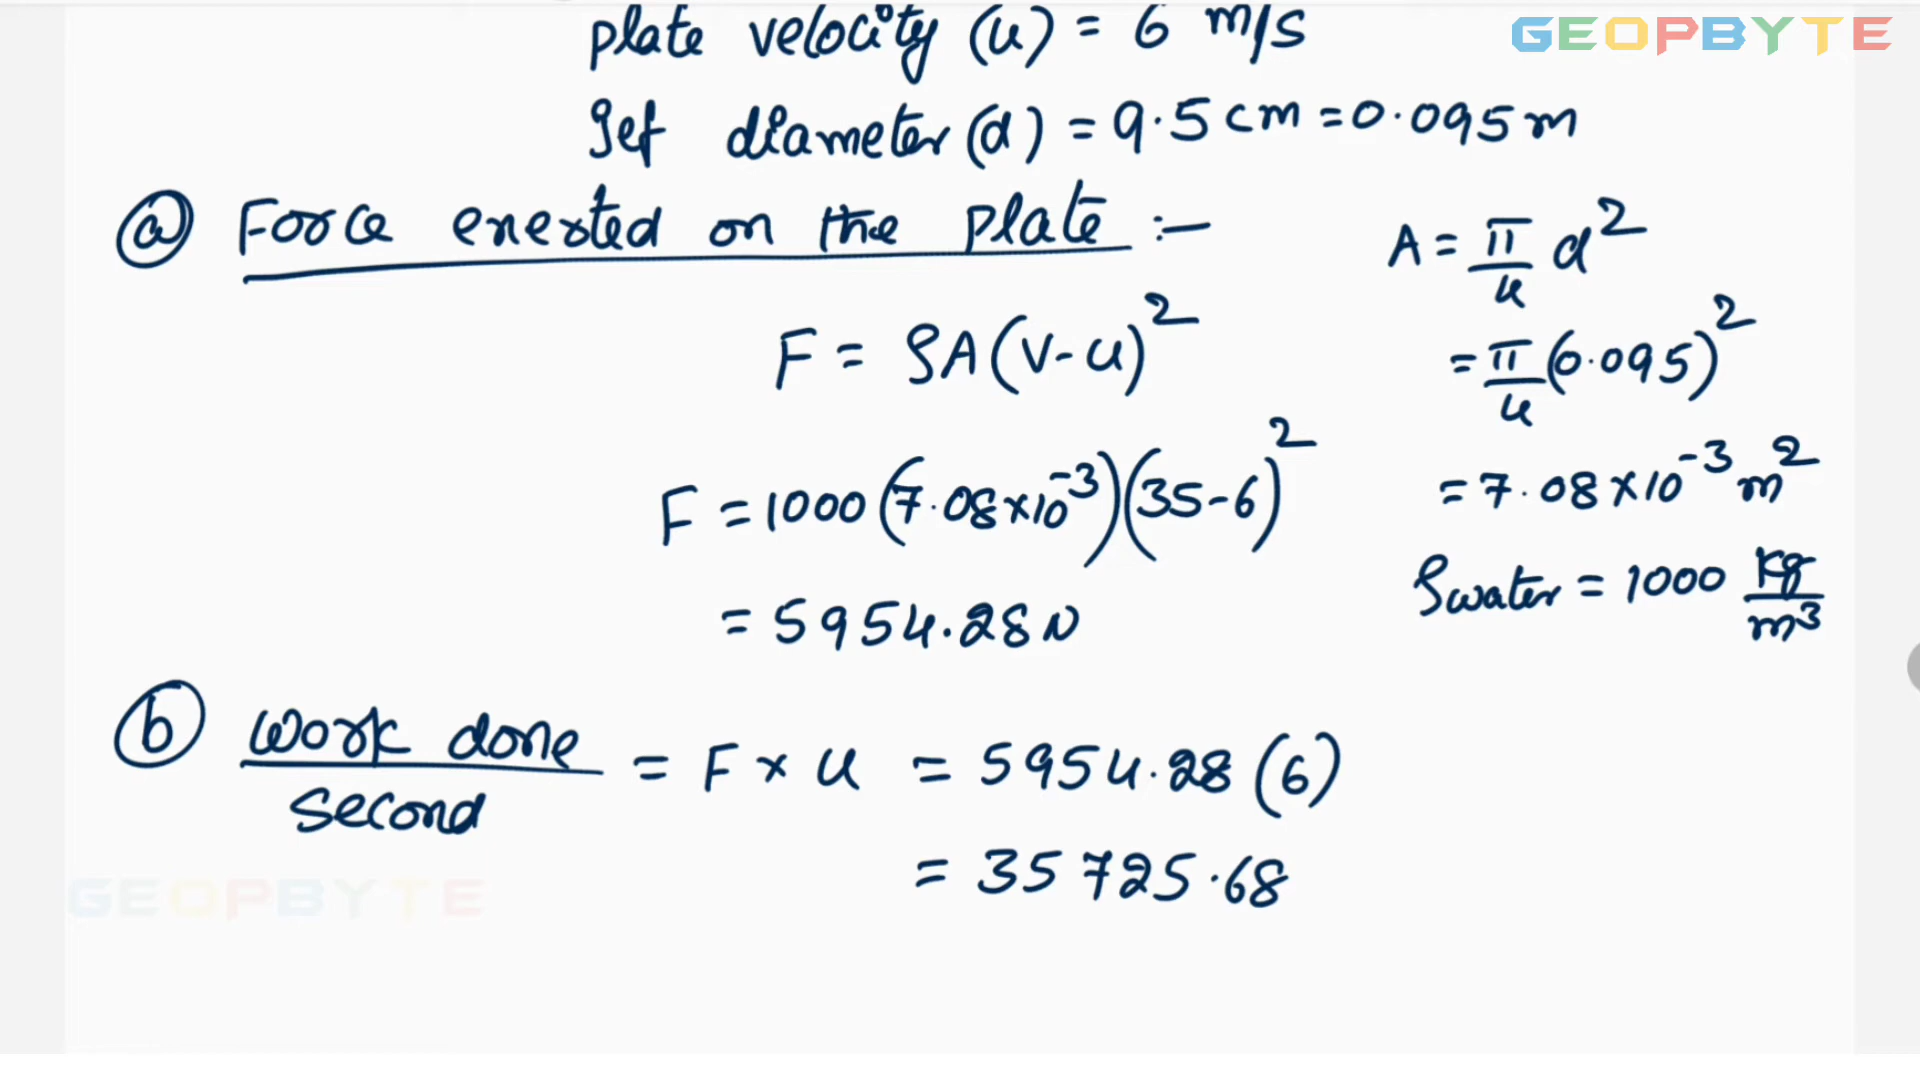 plate velocity (u) = 6 m/s
GEOPBYTE
Jet diameter (d) = 9.5 cm = 0.095 m
(a) Force exerted on the plate :-
A = π/4 d²
F = ρA(V-u)²
= π/4 (0.095)²
F = 1000 (7.08×10⁻³)(35-6)²
= 7.08×10⁻³ m²
ρwater = 1000 kg/m³
= 5954.28 N
(b) work done/second = F × u = 5954.28 (6)
= 35725.68
GEOPBYTE